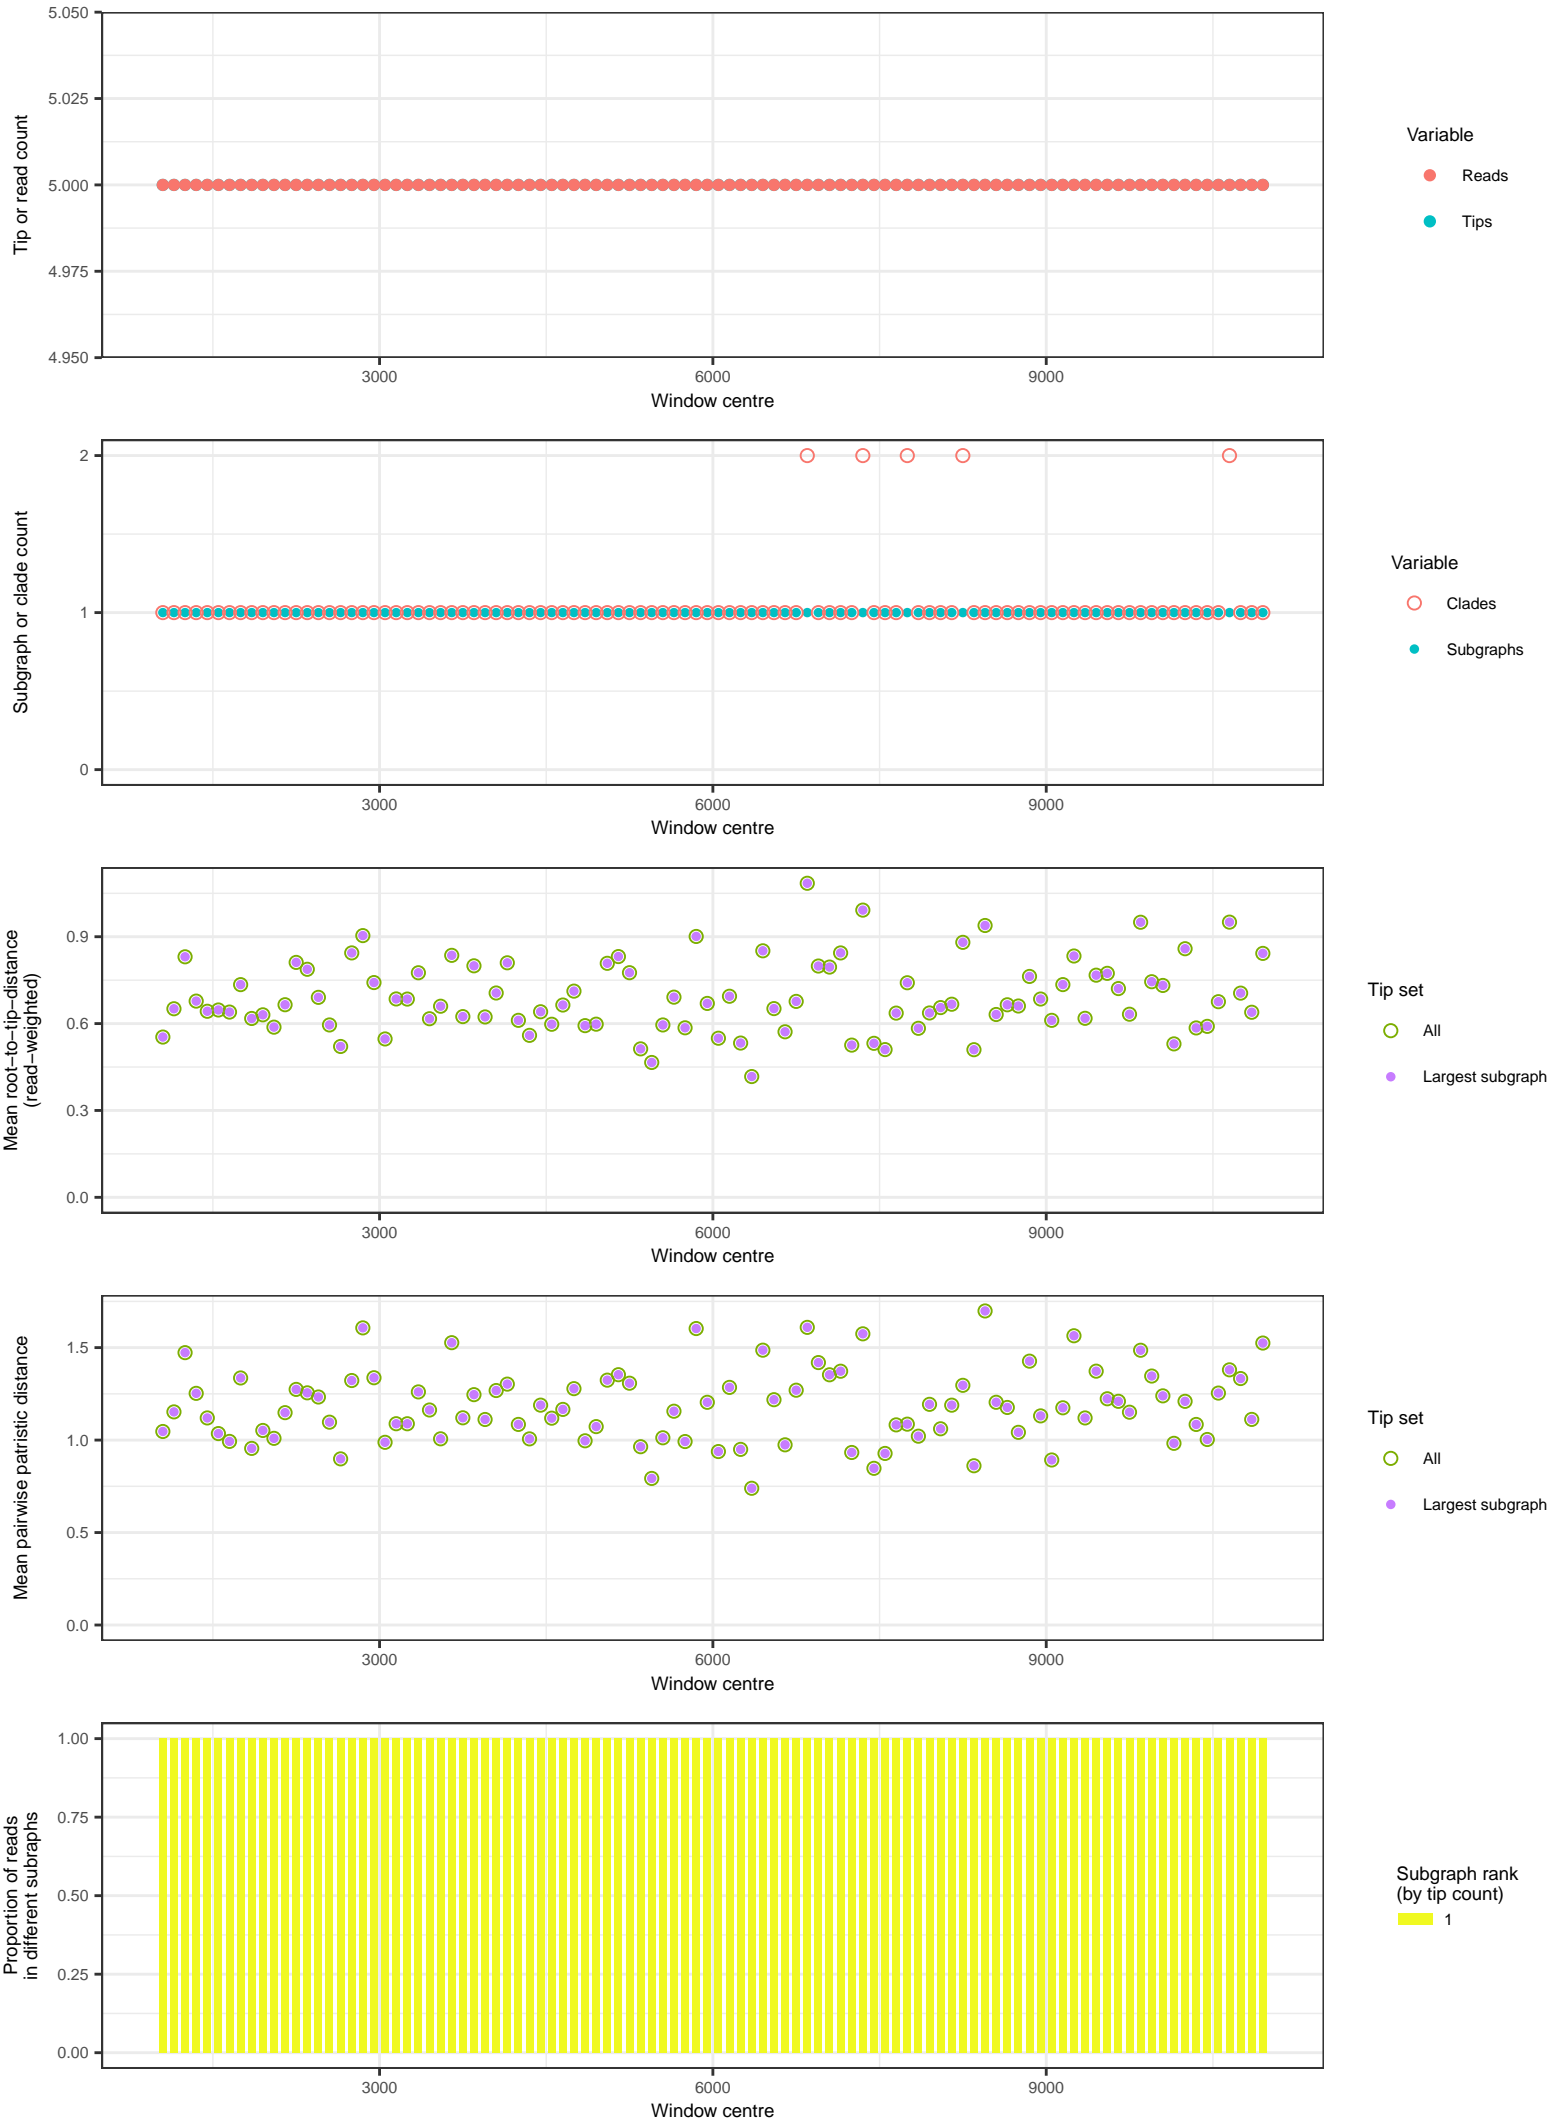 5.050
5.025
5.000
4.975
4.950
Tip or read count
3000 6000 9000
Window centre
Variable
Reads
Tips
2
1
0
Subgraph or clade count
3000 6000 9000
Window centre
Variable
Clades
Subgraphs
0.9
0.6
0.3
0.0
Mean root−to−tip−distance
(read−weighted)
3000 6000 9000
Window centre
Tip set
All
Largest subgraph
1.5
1.0
0.5
0.0
Mean pairwise patristic distance
3000 6000 9000
Window centre
Tip set
All
Largest subgraph
1.00
0.75
0.50
0.25
0.00
Proportion of reads
in different subraphs
3000 6000 9000
Window centre
Subgraph rank
(by tip count)
1